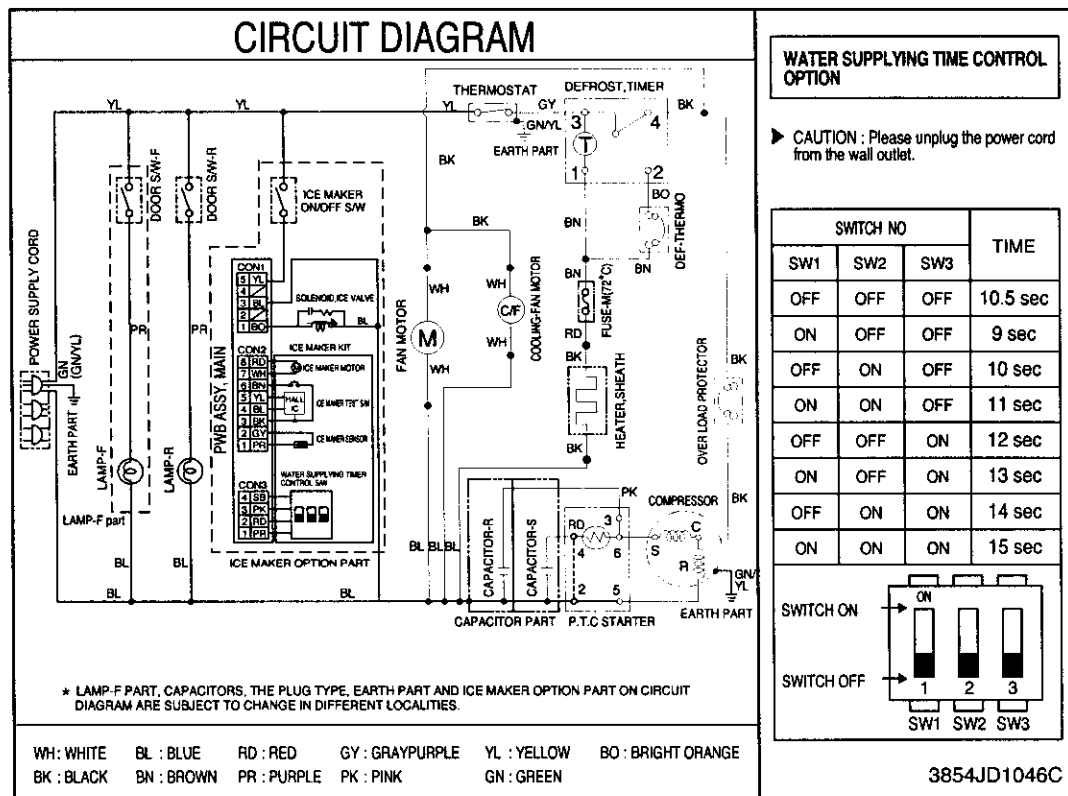 CIRCUIT DIAGRAM
THERMOSTAT
DEFROST,TIMER
YL
YL
YL
GY
GN/YL
EARTH PART
3
4
T
1
2
BK
BK
BO
DEF-THERMO
BN
BN
BN
FUSE-M(72°C)
RD
BK
HEATER,SHEATH
BK
DOOR S/W-F
DOOR S/W-R
ICE MAKER
ON/OFF S/W
BK
WH
WH
FAN MOTOR
M
WH
C/F
WH
COOLING-FAN MOTOR
POWER SUPPLY CORD
GN
(GN/YL)
EARTH PART
PR
PR
LAMP-F
LAMP-R
LAMP-F part
BL
BL
BL
BL
BL
PWB ASSY, MAIN
CON1
5 YL
4
3 BL
2
1 BO
SOLENOID,ICE VALVE
BL
ICE MAKER KIT
CON2
8 RD
7 WH
6 BN
5 YL
4 BL
3 BK
2 GY
1 PR
ICE MAKER MOTOR
HALL
IC
ICE MAKER TEST S/W
ICE MAKER SENSOR
WATER SUPPLYING TIMER
CONTROL S/W
CON3
4 SB
3 PK
2 RD
1 PR
ICE MAKER OPTION PART
BL
BL
BL
CAPACITOR-R
CAPACITOR-S
CAPACITOR PART
RD
4
3
6
2
5
PK
P.T.C STARTER
COMPRESSOR
S
C
R
OVER LOAD PROTECTOR
BK
BK
GN/
YL
EARTH PART
* LAMP-F PART, CAPACITORS, THE PLUG TYPE, EARTH PART AND ICE MAKER OPTION PART ON CIRCUIT
DIAGRAM ARE SUBJECT TO CHANGE IN DIFFERENT LOCALITIES.
WH : WHITE BL : BLUE RD : RED GY : GRAYPURPLE YL : YELLOW BO : BRIGHT ORANGE
BK : BLACK BN : BROWN PR : PURPLE PK : PINK GN : GREEN
WATER SUPPLYING TIME CONTROL
OPTION
CAUTION : Please unplug the power cord
from the wall outlet.
SWITCH NO TIME
SW1 SW2 SW3
OFF OFF OFF 10.5 sec
ON OFF OFF 9 sec
OFF ON OFF 10 sec
ON ON OFF 11 sec
OFF OFF ON 12 sec
ON OFF ON 13 sec
OFF ON ON 14 sec
ON ON ON 15 sec
SWITCH ON
SWITCH OFF
ON
1 2 3
SW1 SW2 SW3
3854JD1046C